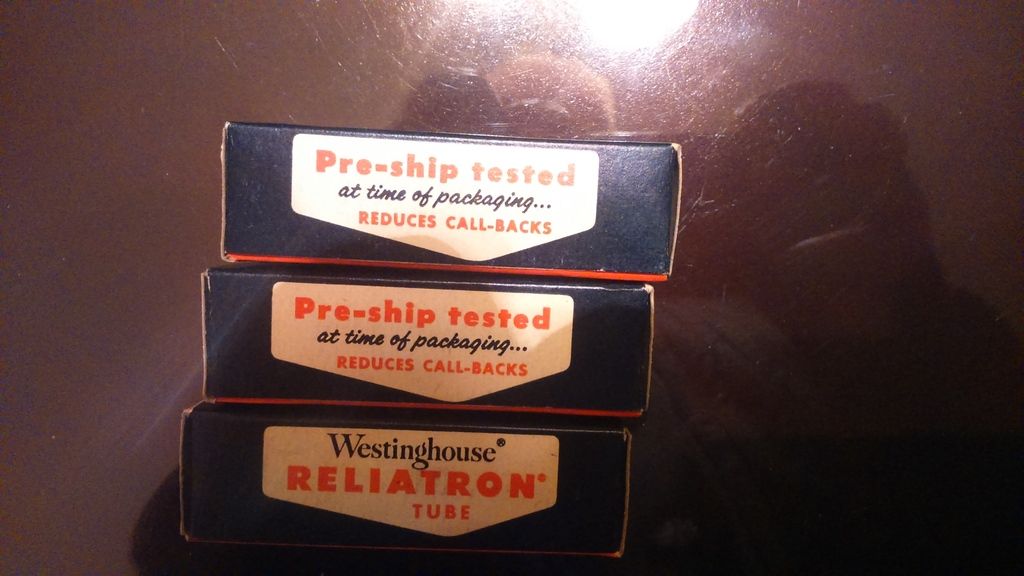 Pre-ship tested
at time of packaging...
REDUCES CALL-BACKS
Pre-ship tested
at time of packaging...
REDUCES CALL-BACKS
Westinghouse®
RELIATRON®
TUBE